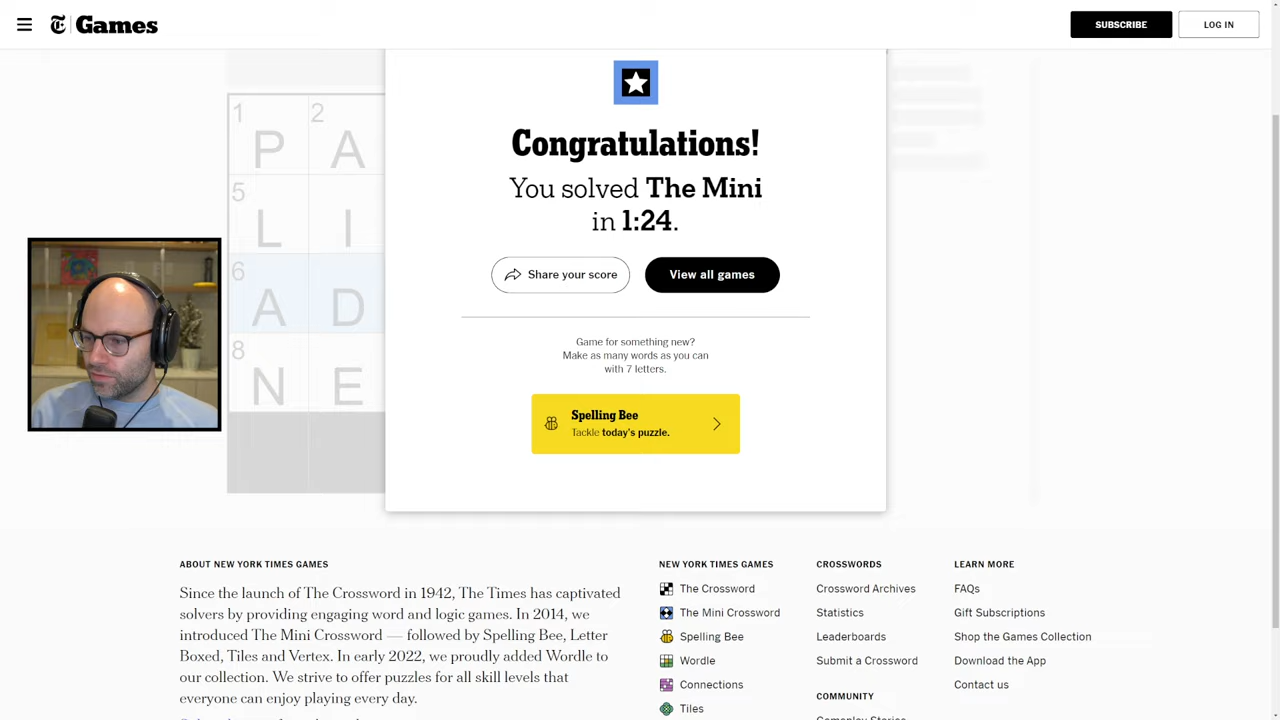 Games
SUBSCRIBE
LOG IN
1
2
P A
5
L I
6
A D
8
N E
Congratulations!
You solved The Mini
in 1:24.
Share your score
View all games
Game for something new?
Make as many words as you can
with 7 letters.
Spelling Bee
Tackle today's puzzle.
ABOUT NEW YORK TIMES GAMES
Since the launch of The Crossword in 1942, The Times has captivated
solvers by providing engaging word and logic games. In 2014, we
introduced The Mini Crossword — followed by Spelling Bee, Letter
Boxed, Tiles and Vertex. In early 2022, we proudly added Wordle to
our collection. We strive to offer puzzles for all skill levels that
everyone can enjoy playing every day.
NEW YORK TIMES GAMES
The Crossword
The Mini Crossword
Spelling Bee
Wordle
Connections
Tiles
CROSSWORDS
Crossword Archives
Statistics
Leaderboards
Submit a Crossword
COMMUNITY
Gameplay Stories
LEARN MORE
FAQs
Gift Subscriptions
Shop the Games Collection
Download the App
Contact us